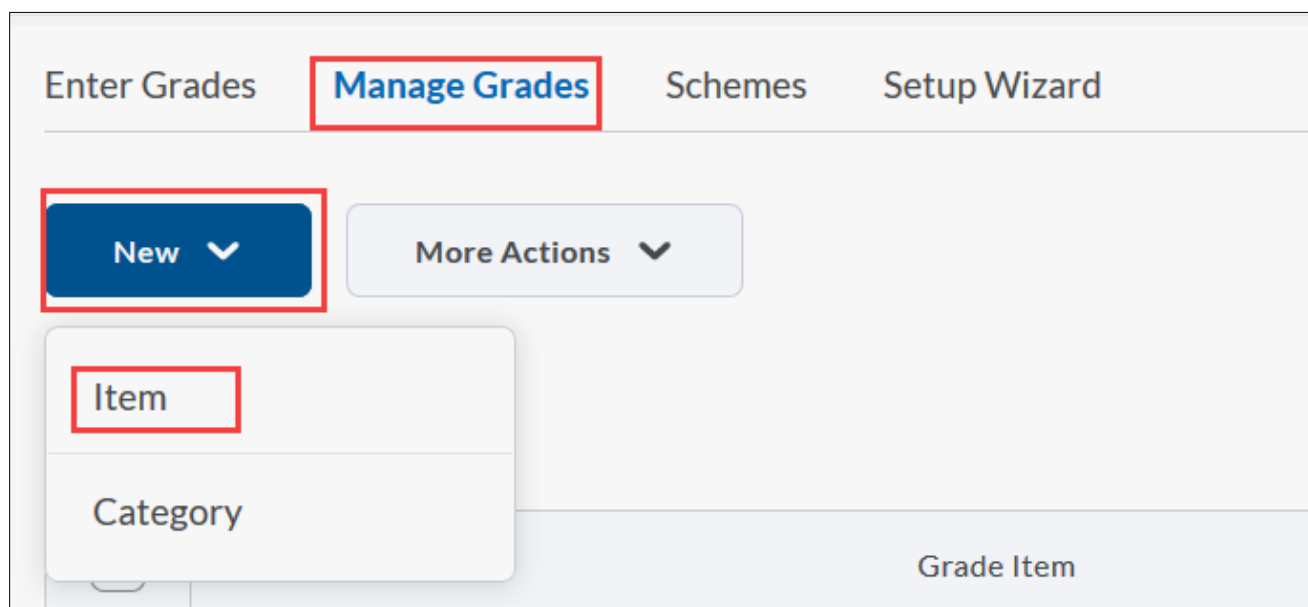 Enter Grades Manage Grades Schemes Setup Wizard
New More Actions
Item
Category
Grade Item